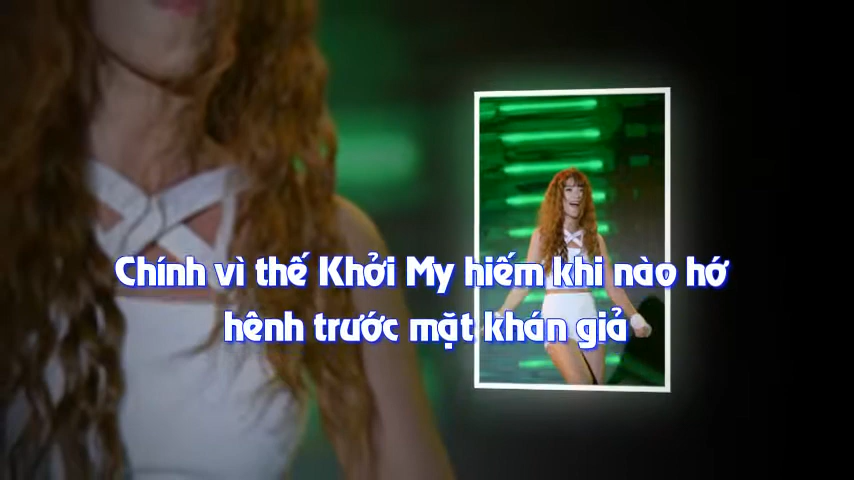 Chính vì thế Khởi My hiếm khi nào hớ
hênh trước mặt khán giả